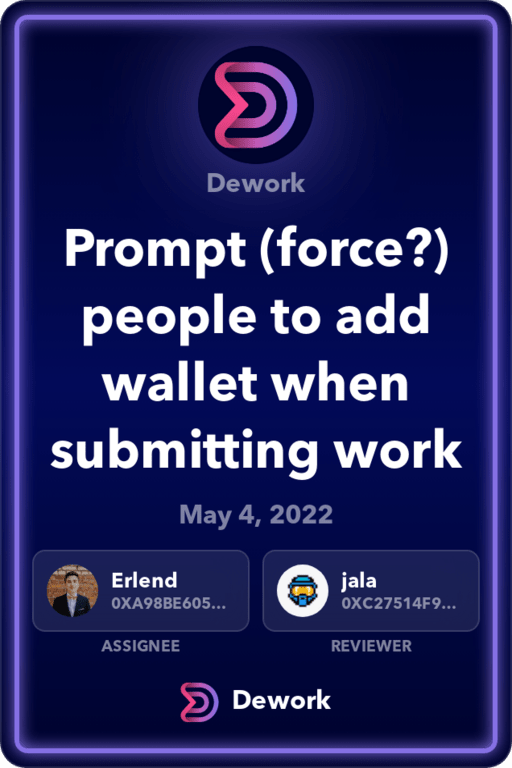 Dework
Prompt (force?)
people to add
wallet when
submitting work
May 4, 2022
Erlend
0XA98BE605...
ASSIGNEE
jala
0XC27514F9...
REVIEWER
Dework